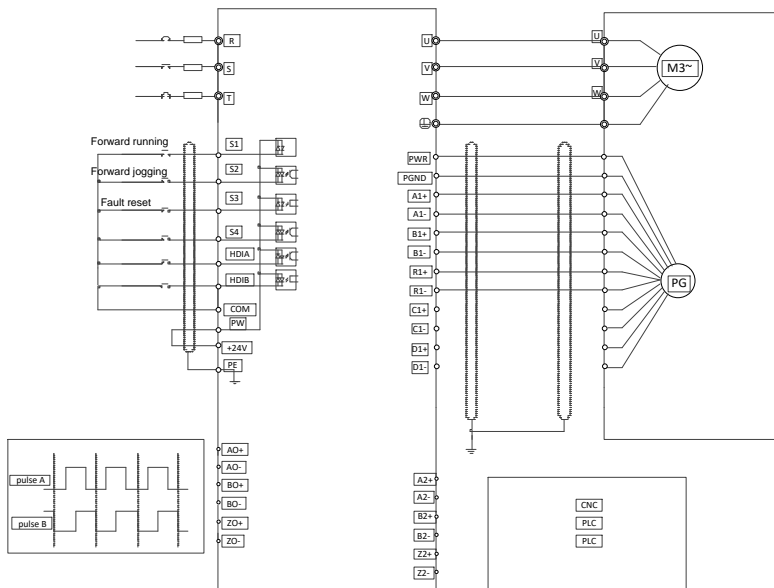 R
S
T
U
V
W
U
V
W
M3~
Forward running
Forward jogging
Fault reset
S1
S2
S3
S4
HDIA
HDIB
COM
PW
+24V
PE
PWR
PGND
A1+
A1-
B1+
B1-
R1+
R1-
C1+
C1-
D1+
D1-
PG
pulse A
pulse B
AO+
AO-
BO+
BO-
ZO+
ZO-
A2+
A2-
B2+
B2-
Z2+
Z2-
CNC
PLC
PLC